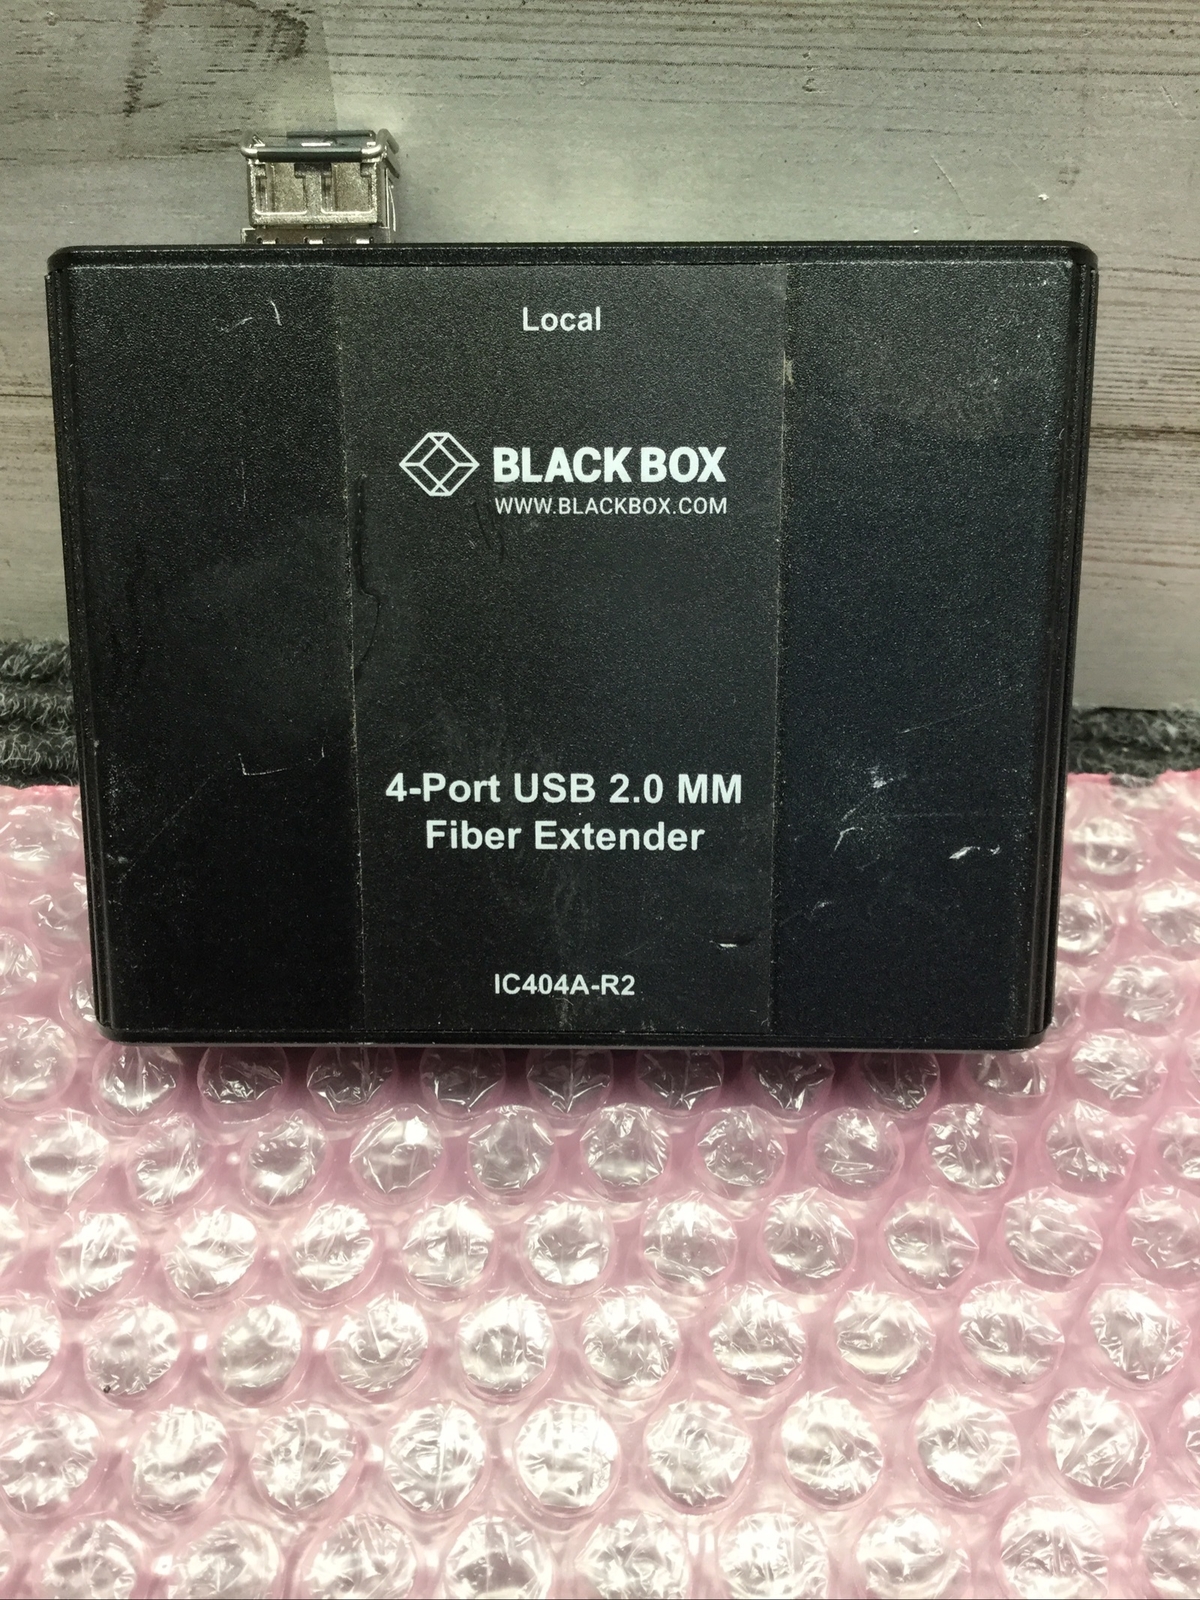 Local
BLACK BOX
WWW.BLACKBOX.COM
4-Port USB 2.0 MM
Fiber Extender
IC404A-R2